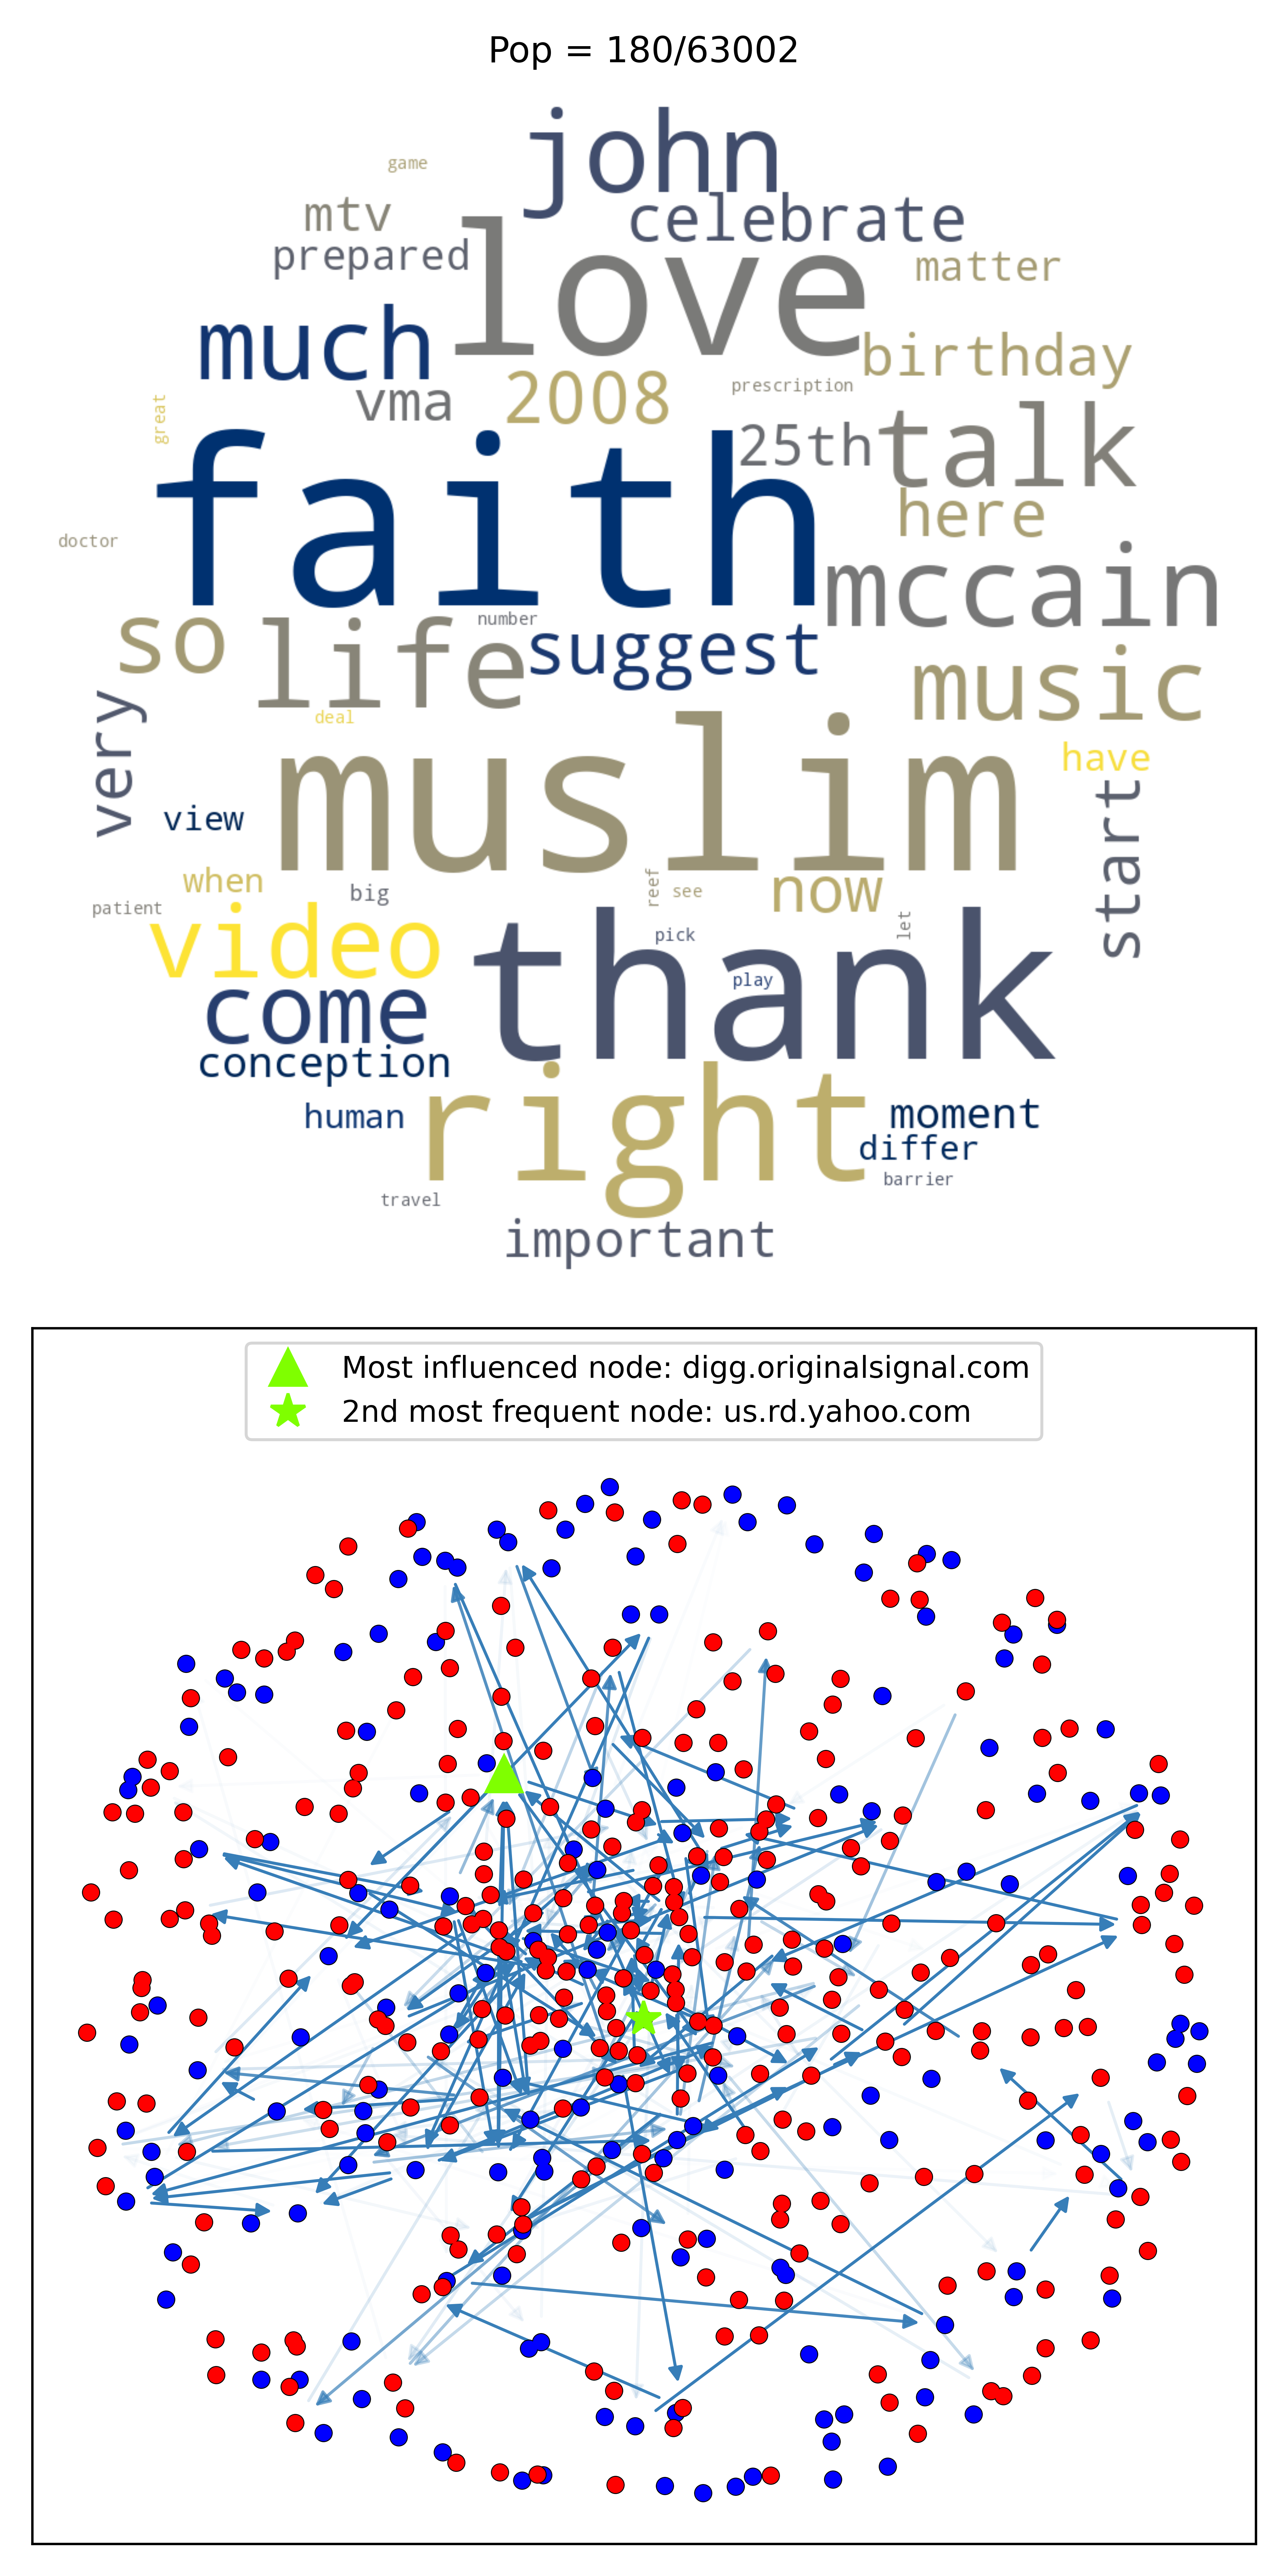 Pop = 180/63002
john
game
mtv
celebrate
love
prepared
matter
much
birthday
vma
2008
prescription
great
talk
25th
faith
here
doctor
mccain
so
life
number
suggest
music
very
deal
muslim
have
view
start
when
big
reef
see
now
patient
video
let
pick
thank
play
come
conception
right
human
moment
differ
barrier
travel
important
Most influenced node: digg.originalsignal.com
2nd most frequent node: us.rd.yahoo.com